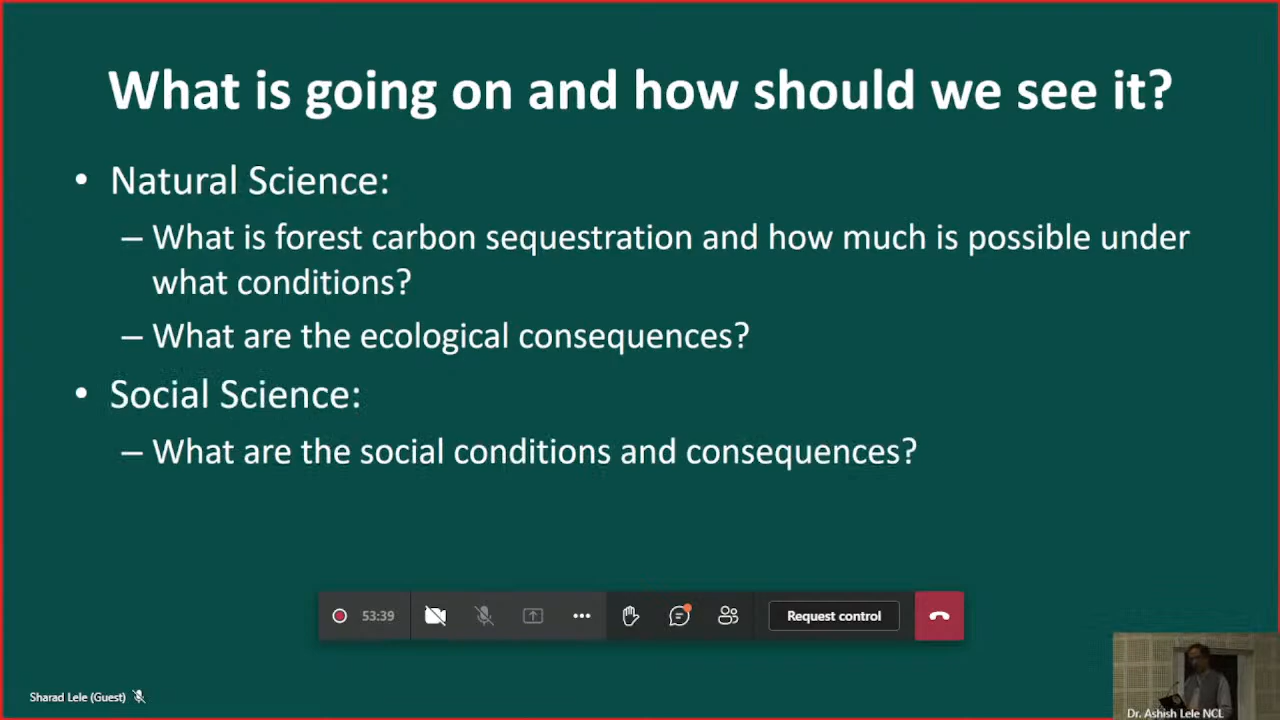 What is going on and how should we see it?
• Natural Science:
– What is forest carbon sequestration and how much is possible under
what conditions?
– What are the ecological consequences?
• Social Science:
– What are the social conditions and consequences?
53:39
Request control
Sharad Lele (Guest)
Dr. Ashish Lele NCL